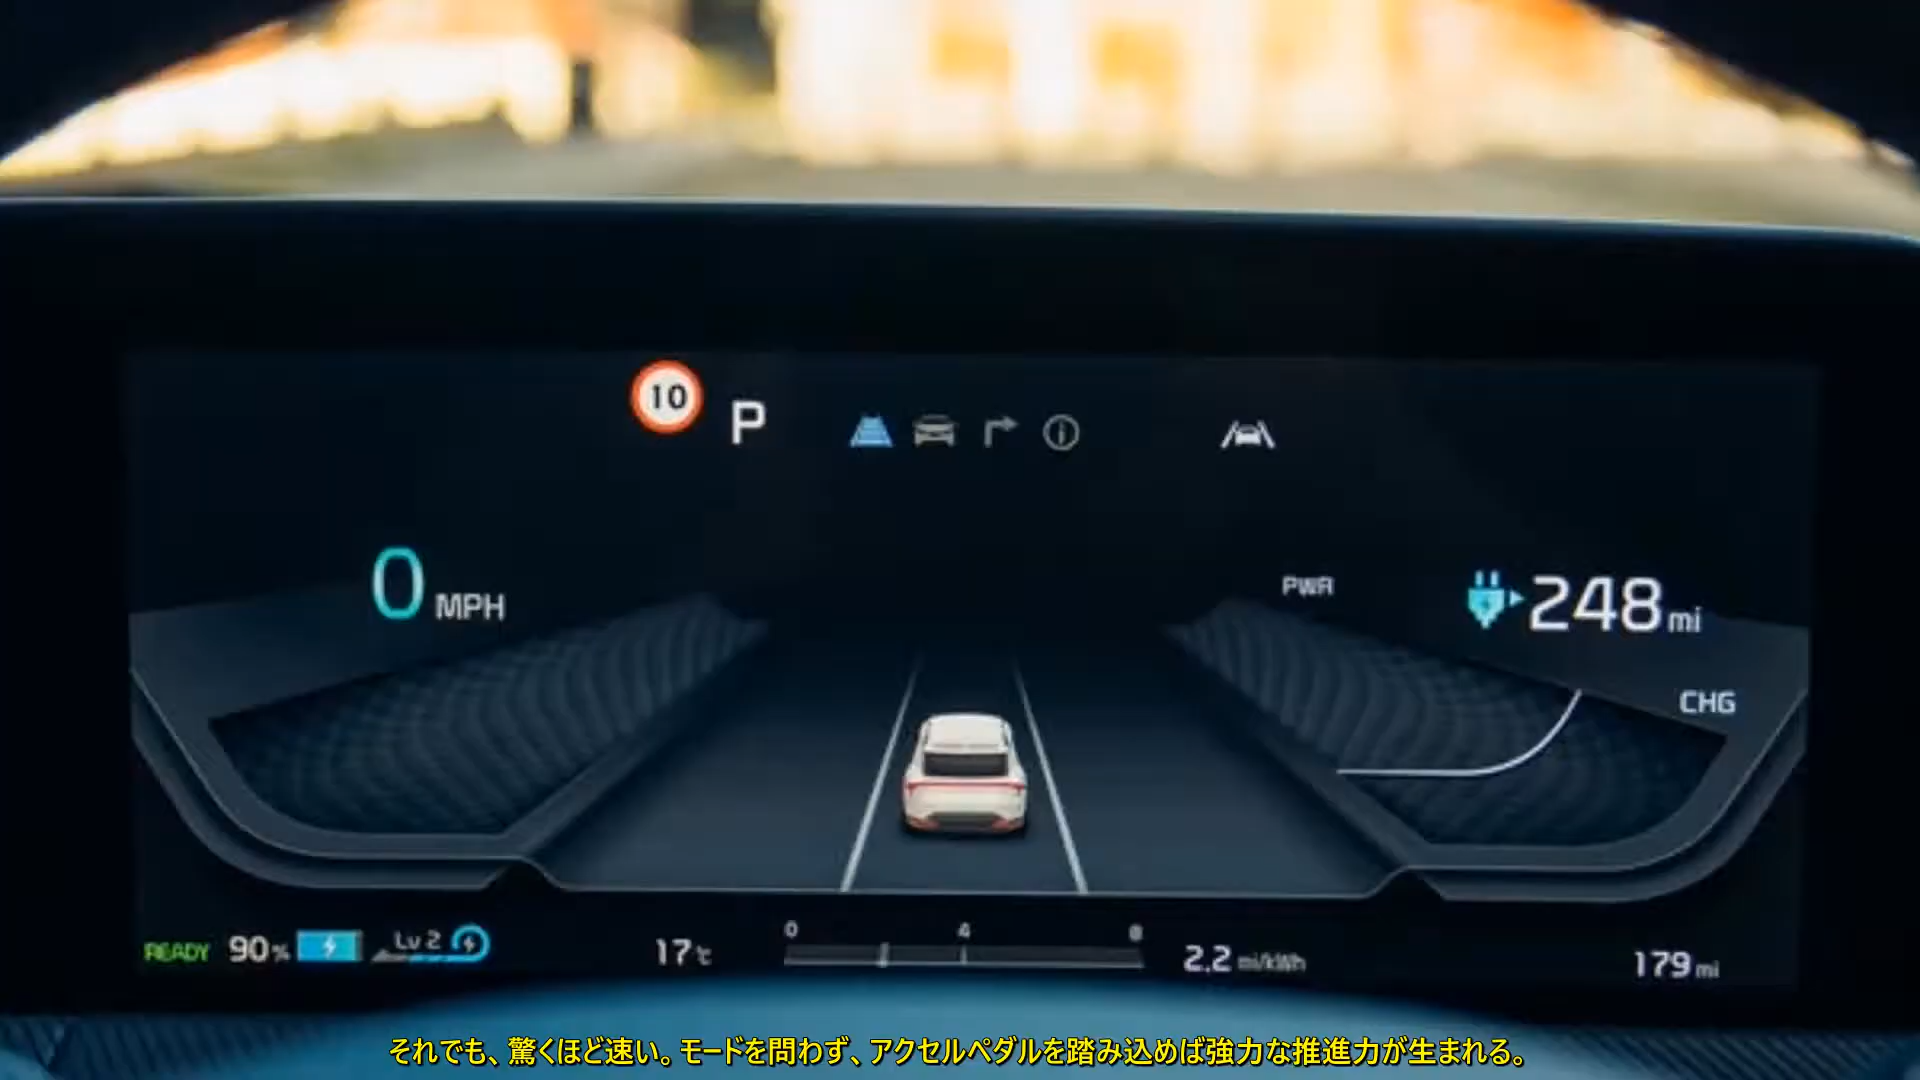 10
P
0 MPH
PWR
248 mi
CHG
READY 90% Lv 2
17℃
0 4 8
2.2 mi/kWh
179 mi
それでも、驚くほど速い。モードを問わず、アクセルペダルを踏み込めば強力な推進力が生まれる。